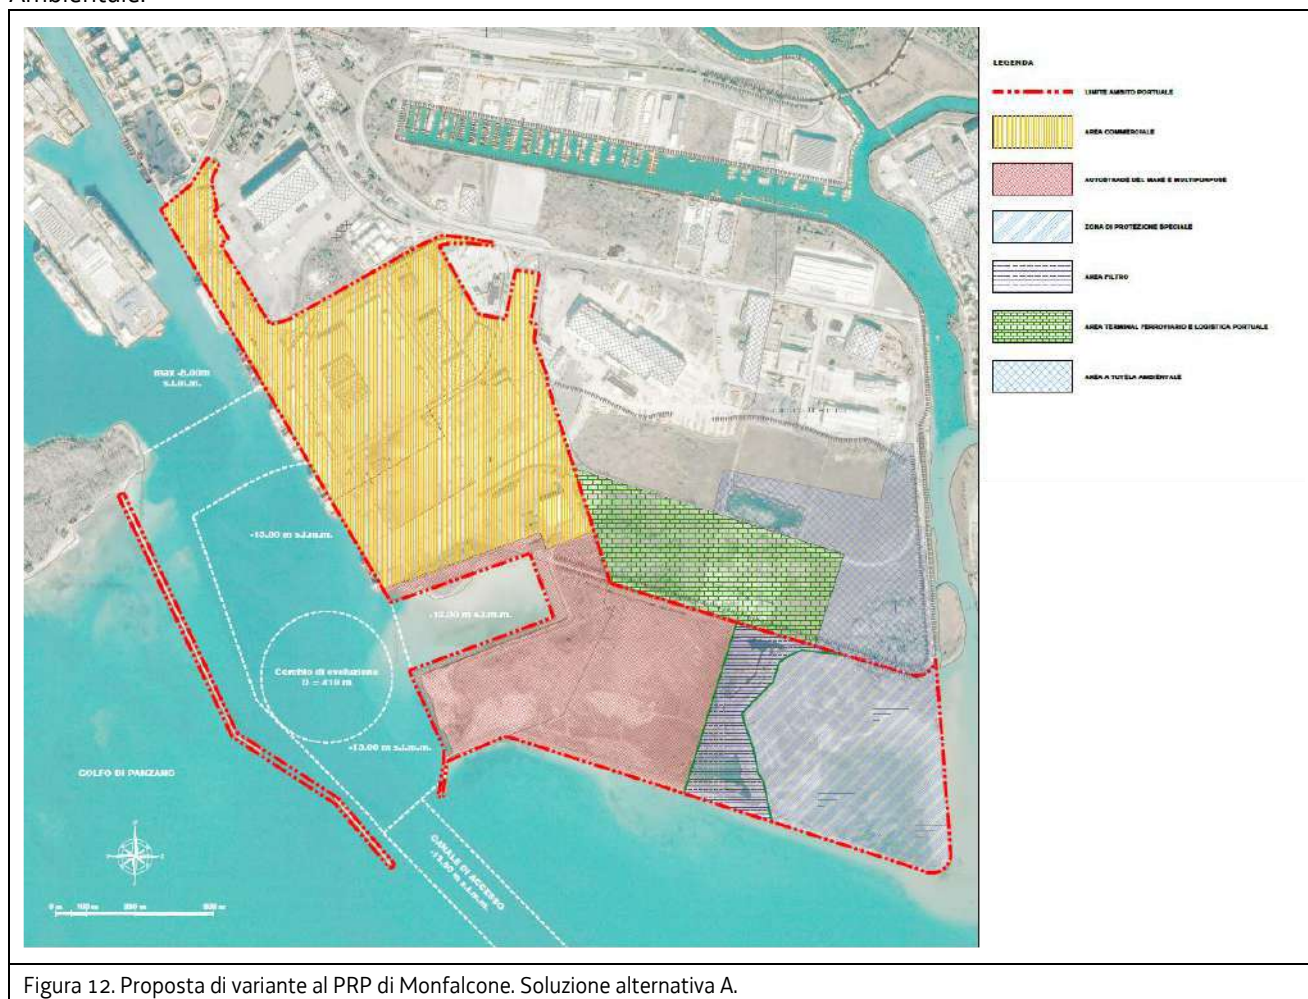 Ambientale.
LEGENDA
LIMITE AMBITO PORTUALE
AREA COMMERCIALE
AUTOSTRADE DEL MARE E MULTIPURPOSE
ZONA DI PROTEZIONE SPECIALE
AREA FILTRO
AREA TERMINAL FERROVIARIO E LOGISTICA PORTUALE
AREA A TUTELA AMBIENTALE
s.l.m.m.
-13.00 m s.l.m.m.
m s.l.m.m.
Cerchio di evoluzione
D = 410 m
-13.00 m s.l.m.m.
GOLFO DI PANZANO
CANALE DI ACCESSO
m s.l.m.m.
0 m 100 m
Figura 12. Proposta di variante al PRP di Monfalcone. Soluzione alternativa A.